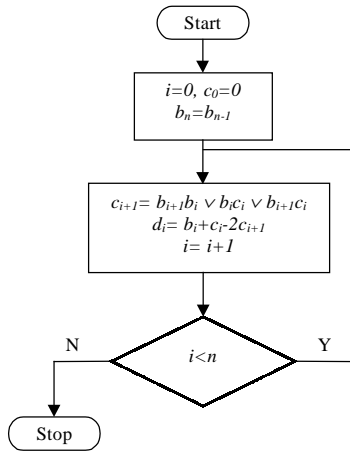 Start
i=0, c₀=0
bₙ=bₙ₋₁
cᵢ₊₁= bᵢ₊₁bᵢ ∨ bᵢcᵢ ∨ bᵢ₊₁cᵢ
dᵢ= bᵢ+cᵢ-2cᵢ₊₁
i= i+1
N
i<n
Y
Stop